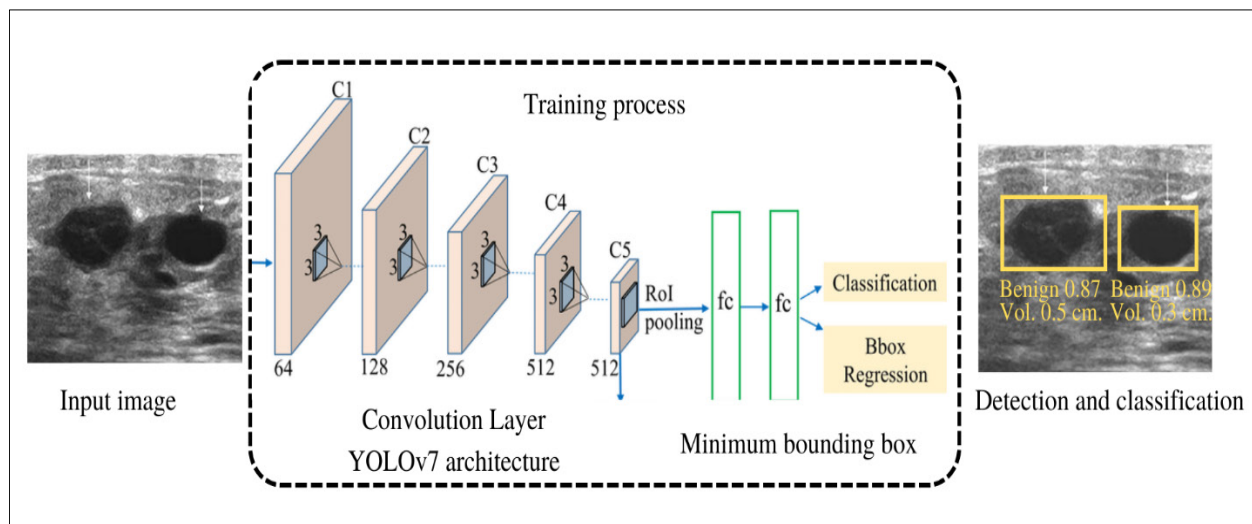 Training process
C1
C2
C3
C4
C5
3
3
3
3
3
3
3
3
64
128
256
512
512
RoI
pooling
fc
fc
Classification
Bbox
Regression
Convolution Layer
YOLOv7 architecture
Minimum bounding box
Input image
Benign 0.87
Vol. 0.5 cm.
Benign 0.89
Vol. 0.3 cm.
Detection and classification